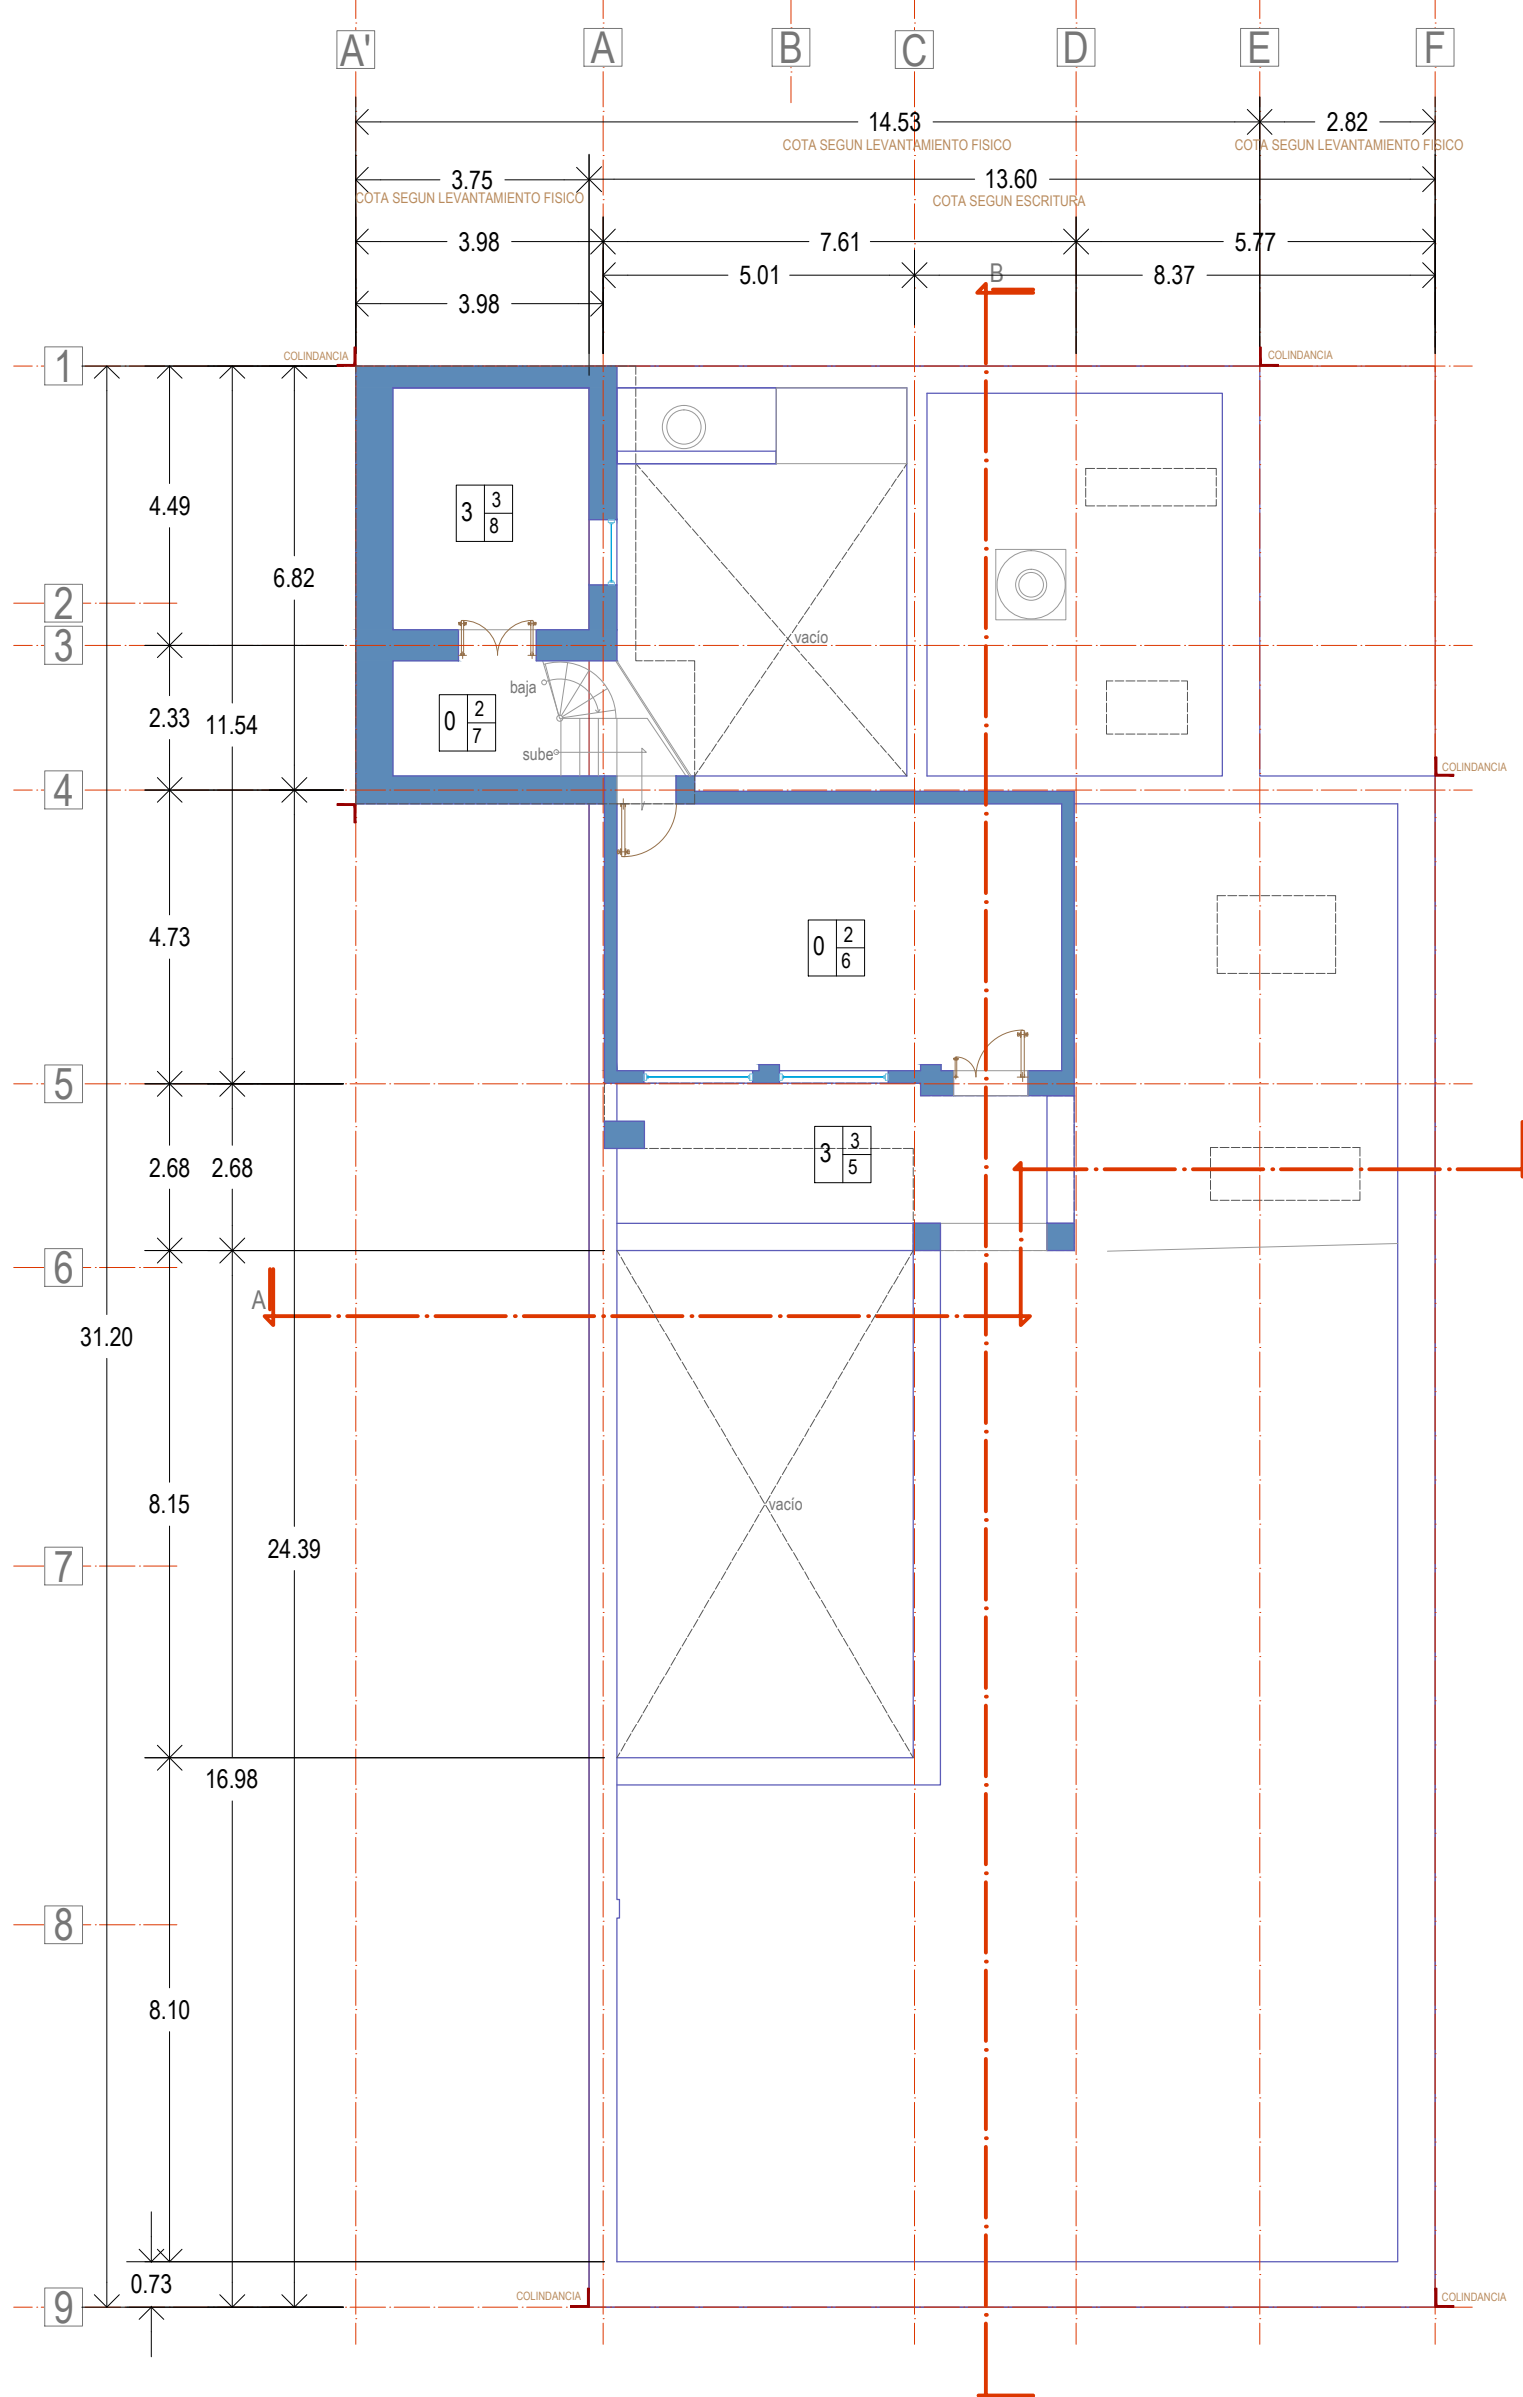 A' A B C D E F
14.53 2.82
COTA SEGUN LEVANTAMIENTO FISICO COTA SEGUN LEVANTAMIENTO FISICO
3.75 13.60
COTA SEGUN LEVANTAMIENTO FISICO COTA SEGUN ESCRITURA
3.98 7.61 5.77
5.01 8.37
B
3.98
COLINDANCIA COLINDANCIA
1
4.49
3 3 8
6.82
2
3
vacío
baja
0 2 7
2.33 11.54
sube
COLINDANCIA
4
4.73
0 2 6
5
3 3 5
2.68 2.68
6
A
31.20
8.15
vacío
24.39
7
16.98
8
8.10
0.73
COLINDANCIA COLINDANCIA
9